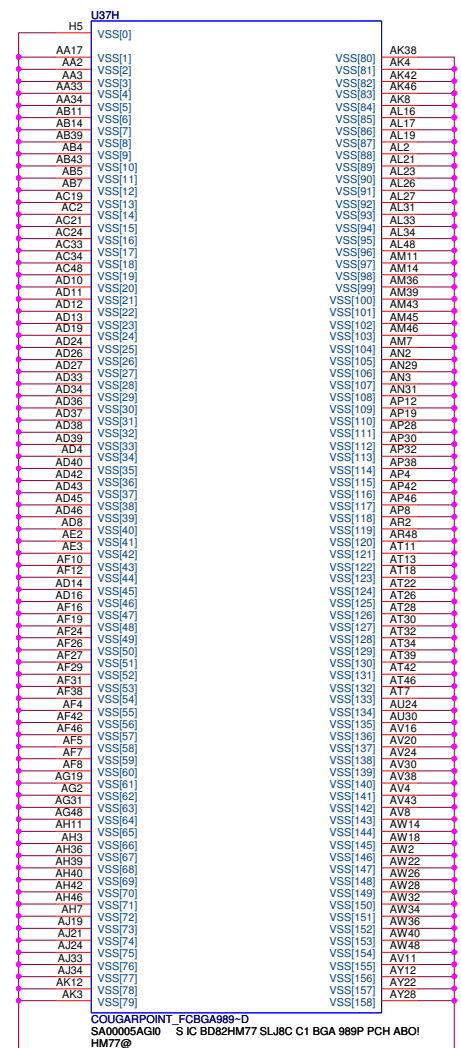 U37H
H5 VSS[0]
AA17 VSS[1] VSS[80] AK38
AA2 VSS[2] VSS[81] AK4
AA3 VSS[3] VSS[82] AK42
AA33 VSS[4] VSS[83] AK46
AA34 VSS[5] VSS[84] AK8
AB11 VSS[6] VSS[85] AL16
AB14 VSS[7] VSS[86] AL17
AB39 VSS[8] VSS[87] AL19
AB4 VSS[9] VSS[88] AL2
AB43 VSS[10] VSS[89] AL21
AB5 VSS[11] VSS[90] AL23
AB7 VSS[12] VSS[91] AL26
AC19 VSS[13] VSS[92] AL27
AC2 VSS[14] VSS[93] AL31
AC21 VSS[15] VSS[94] AL33
AC24 VSS[16] VSS[95] AL34
AC33 VSS[17] VSS[96] AL48
AC34 VSS[18] VSS[97] AM11
AC48 VSS[19] VSS[98] AM14
AD10 VSS[20] VSS[99] AM36
AD11 VSS[21] VSS[100] AM39
AD12 VSS[22] VSS[101] AM43
AD13 VSS[23] VSS[102] AM45
AD19 VSS[24] VSS[103] AM46
AD24 VSS[25] VSS[104] AM7
AD26 VSS[26] VSS[105] AN2
AD27 VSS[27] VSS[106] AN29
AD33 VSS[28] VSS[107] AN3
AD34 VSS[29] VSS[108] AN31
AD36 VSS[30] VSS[109] AP12
AD37 VSS[31] VSS[110] AP19
AD38 VSS[32] VSS[111] AP28
AD39 VSS[33] VSS[112] AP30
AD4 VSS[34] VSS[113] AP32
AD40 VSS[35] VSS[114] AP38
AD42 VSS[36] VSS[115] AP4
AD43 VSS[37] VSS[116] AP42
AD45 VSS[38] VSS[117] AP46
AD46 VSS[39] VSS[118] AP8
AD8 VSS[40] VSS[119] AR2
AE2 VSS[41] VSS[120] AR48
AE3 VSS[42] VSS[121] AT11
AF10 VSS[43] VSS[122] AT13
AF12 VSS[44] VSS[123] AT18
AD14 VSS[45] VSS[124] AT22
AD16 VSS[46] VSS[125] AT26
AF16 VSS[47] VSS[126] AT28
AF19 VSS[48] VSS[127] AT30
AF24 VSS[49] VSS[128] AT32
AF26 VSS[50] VSS[129] AT34
AF27 VSS[51] VSS[130] AT39
AF29 VSS[52] VSS[131] AT42
AF31 VSS[53] VSS[132] AT46
AF38 VSS[54] VSS[133] AT7
AF4 VSS[55] VSS[134] AU24
AF42 VSS[56] VSS[135] AU30
AF46 VSS[57] VSS[136] AV16
AF5 VSS[58] VSS[137] AV20
AF7 VSS[59] VSS[138] AV24
AF8 VSS[60] VSS[139] AV30
AG19 VSS[61] VSS[140] AV38
AG2 VSS[62] VSS[141] AV4
AG31 VSS[63] VSS[142] AV43
AG48 VSS[64] VSS[143] AV8
AH11 VSS[65] VSS[144] AW14
AH3 VSS[66] VSS[145] AW18
AH36 VSS[67] VSS[146] AW2
AH39 VSS[68] VSS[147] AW22
AH40 VSS[69] VSS[148] AW26
AH42 VSS[70] VSS[149] AW28
AH46 VSS[71] VSS[150] AW32
AH7 VSS[72] VSS[151] AW34
AJ19 VSS[73] VSS[152] AW36
AJ21 VSS[74] VSS[153] AW40
AJ24 VSS[75] VSS[154] AW48
AJ33 VSS[76] VSS[155] AV11
AJ34 VSS[77] VSS[156] AY12
AK12 VSS[78] VSS[157] AY22
AK3 VSS[79] VSS[158] AY28
COUGARPOINT_FCBGA989~D
SA00005AGI0 S IC BD82HM77 SLJ8C C1 BGA 989P PCH ABO!
HM77@